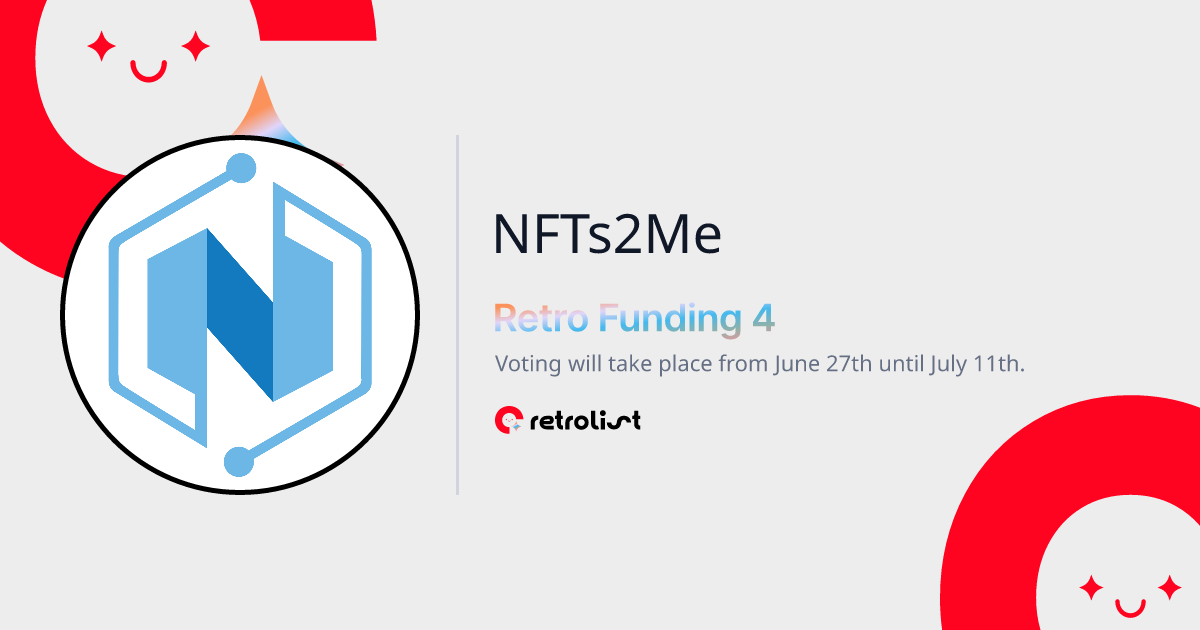 NFTs2Me
Retro Funding 4
Voting will take place from June 27th until July 11th.
retrolist